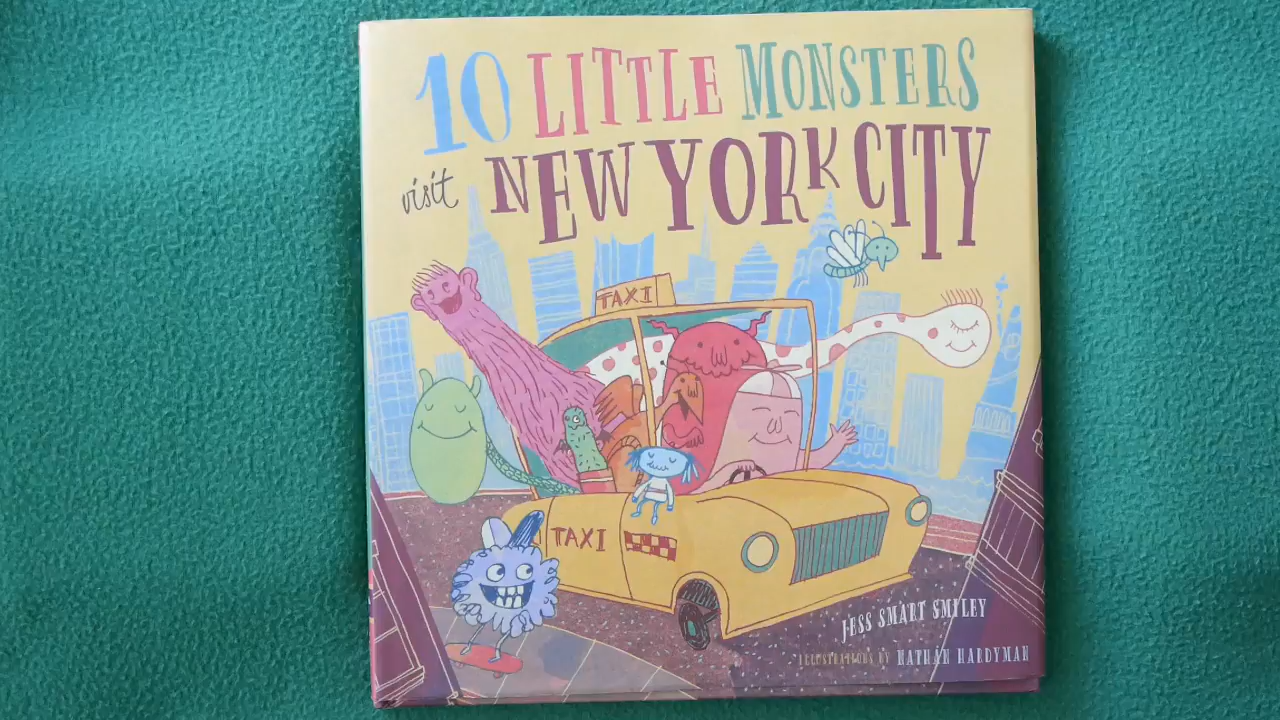 10 LITTLE MONSTERS
visit NEW YORK CITY
TAXI
TAXI
JESS SMART SMILEY
ILLUSTRATIONS BY NATHAN HARDYMAN